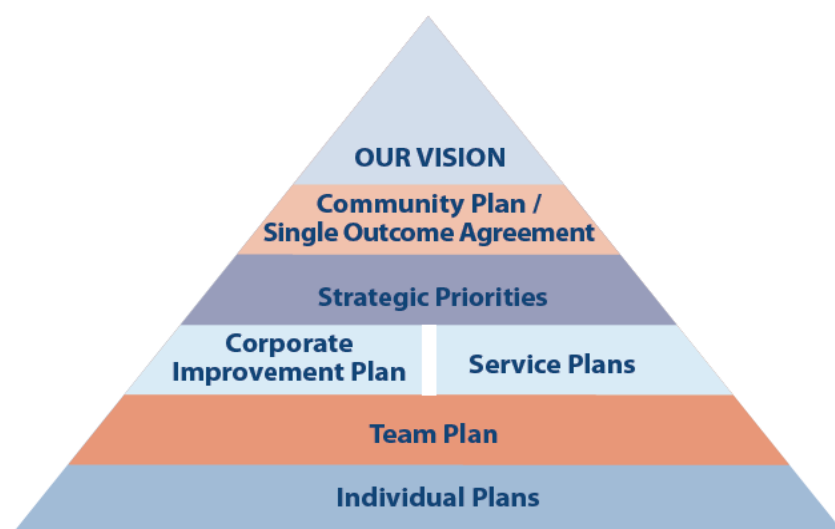 OUR VISION
Community Plan /
Single Outcome Agreement
Strategic Priorities
Corporate
Improvement Plan
Service Plans
Team Plan
Individual Plans